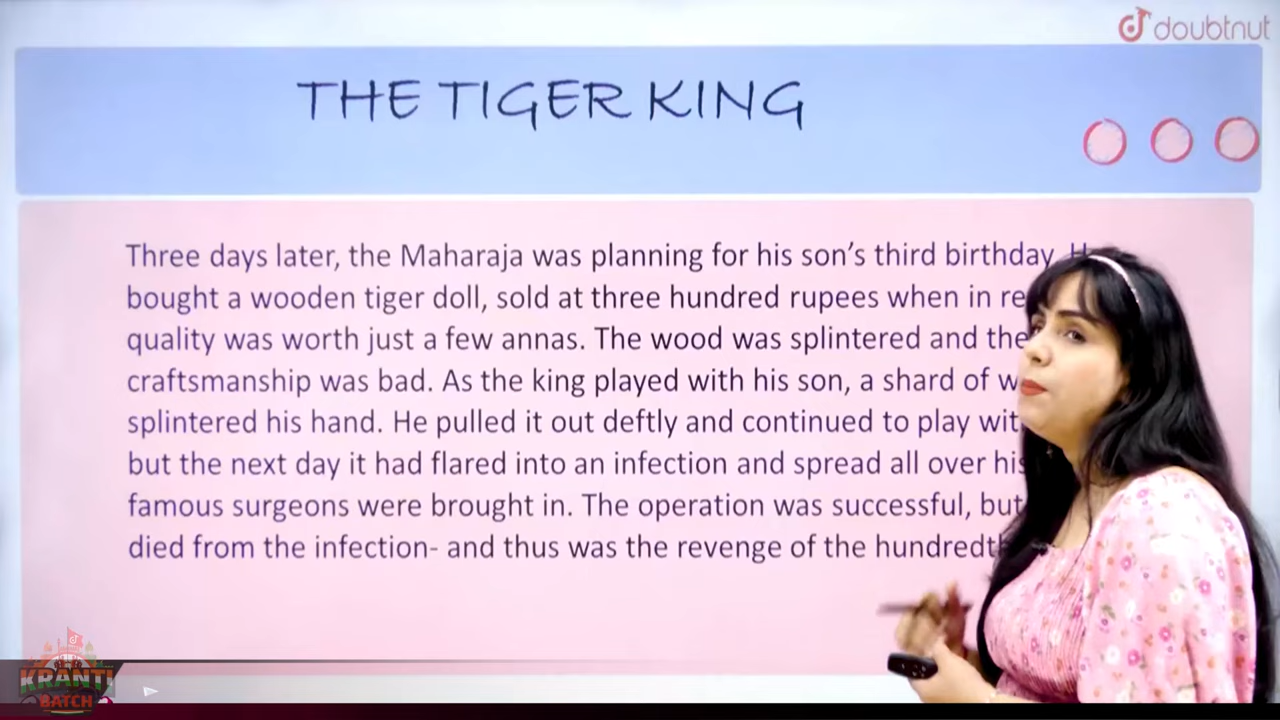 doubtnut
THE TIGER KING
Three days later, the Maharaja was planning for his son's third birthday.
bought a wooden tiger doll, sold at three hundred rupees when in
quality was worth just a few annas. The wood was splintered and the
craftsmanship was bad. As the king played with his son, a shard of
splintered his hand. He pulled it out deftly and continued to play
but the next day it had flared into an infection and spread all over his
famous surgeons were brought in. The operation was successful, but
died from the infection- and thus was the revenge of the
KRANTI
BATCH